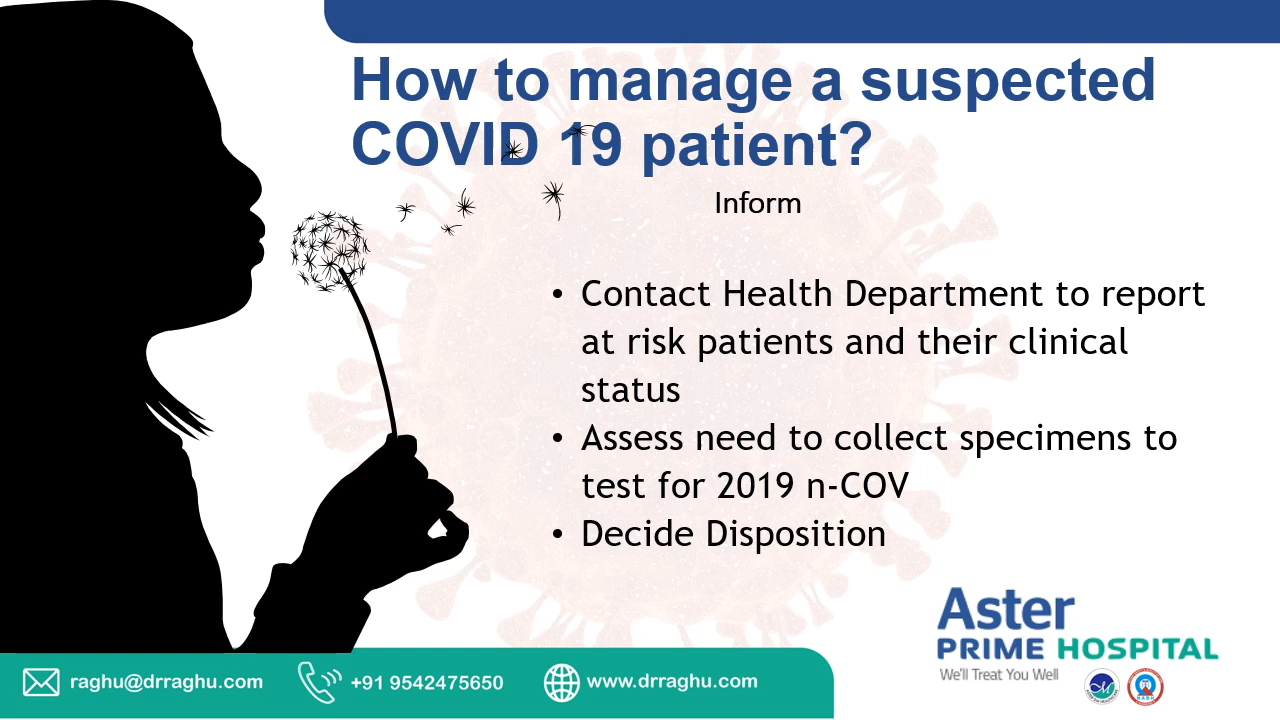 How to manage a suspected
COVID 19 patient?
Inform
• Contact Health Department to report
at risk patients and their clinical
status
• Assess need to collect specimens to
test for 2019 n-COV
• Decide Disposition
Aster
PRIME HOSPITAL
We'll Treat You Well
raghu@drraghu.com
+91 9542475650
www.drraghu.com